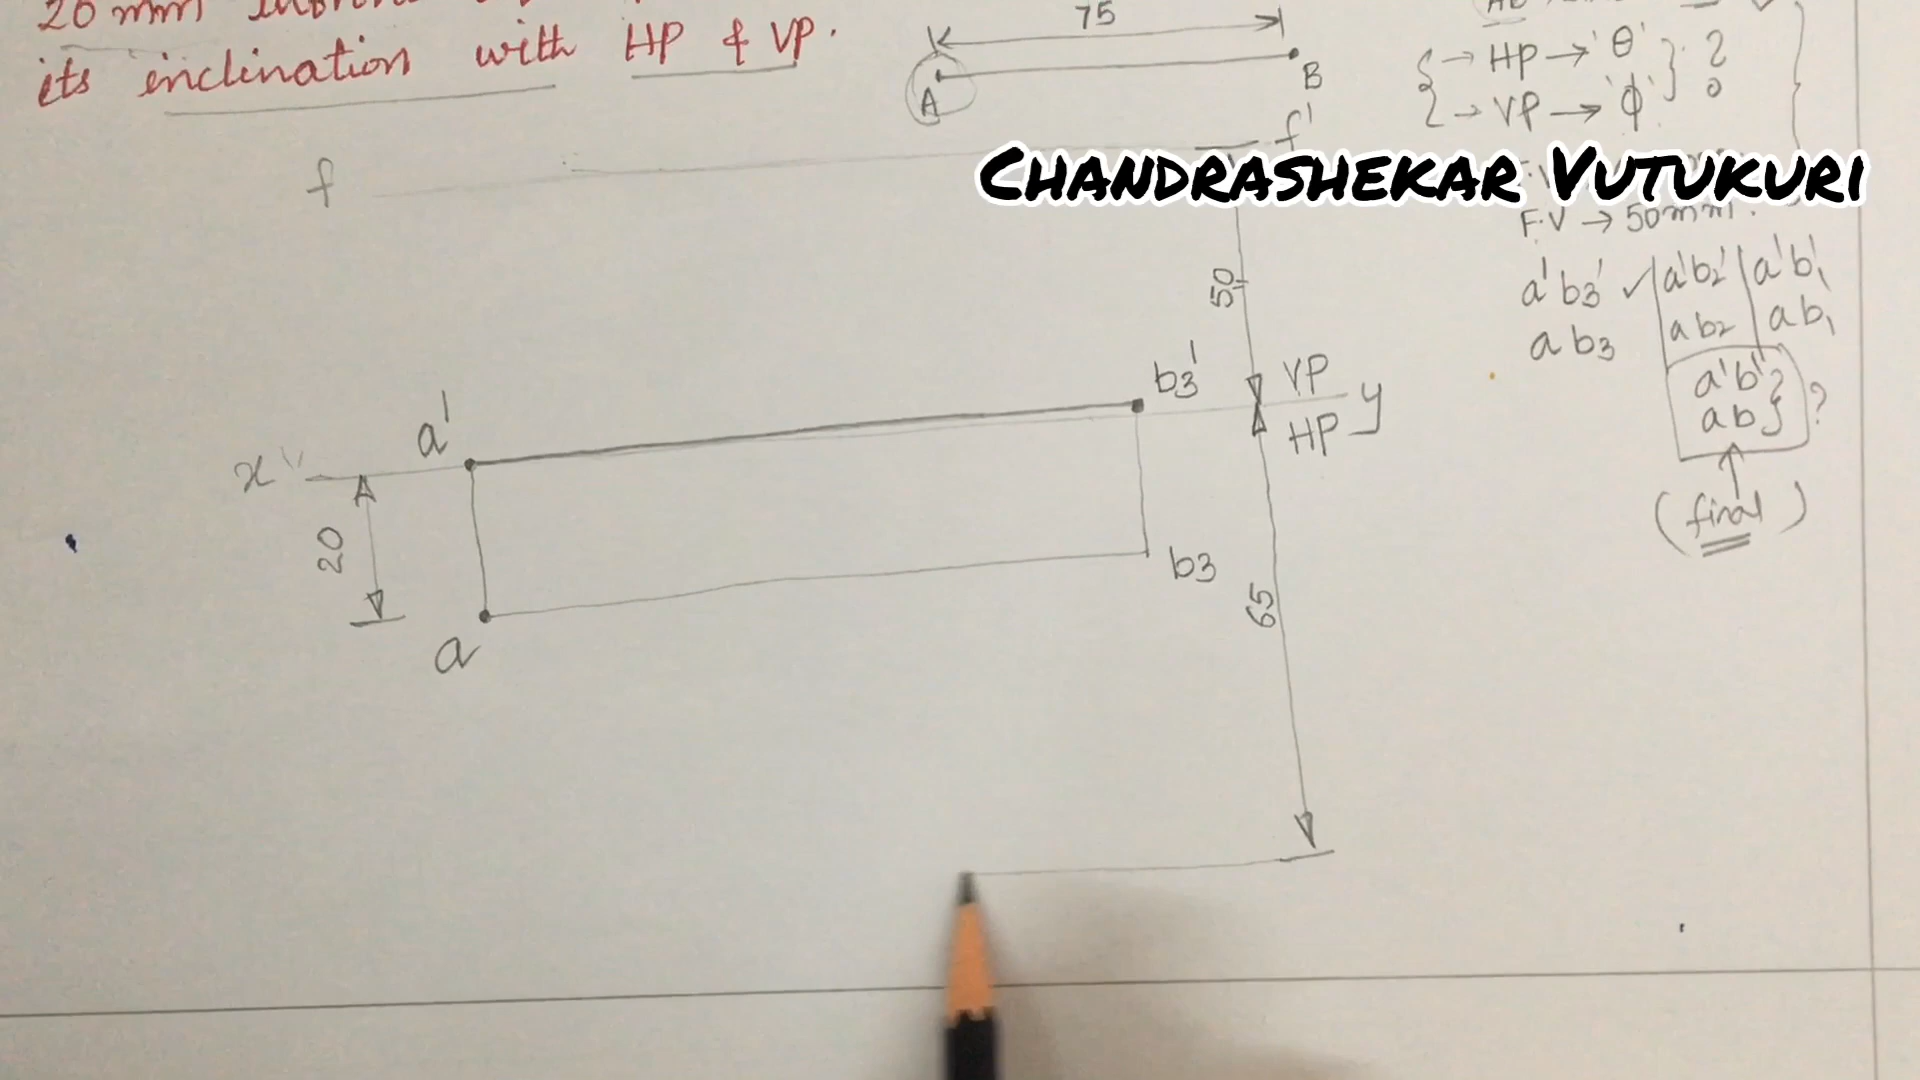 20mm
its inclination with HP & VP.
75
A
B
→ HP → 'θ'
→ VP → 'ϕ'
} ?
f
f'
CHANDRASHEKAR VUTUKURI
F.V → 50mm.
50
a'b3' ✓ | a'b2' | a'b1'
ab3 | ab2 | ab1
a'b' }
ab } ?
(final)
x
a'
b3'
VP
HP
y
20
a
b3
65